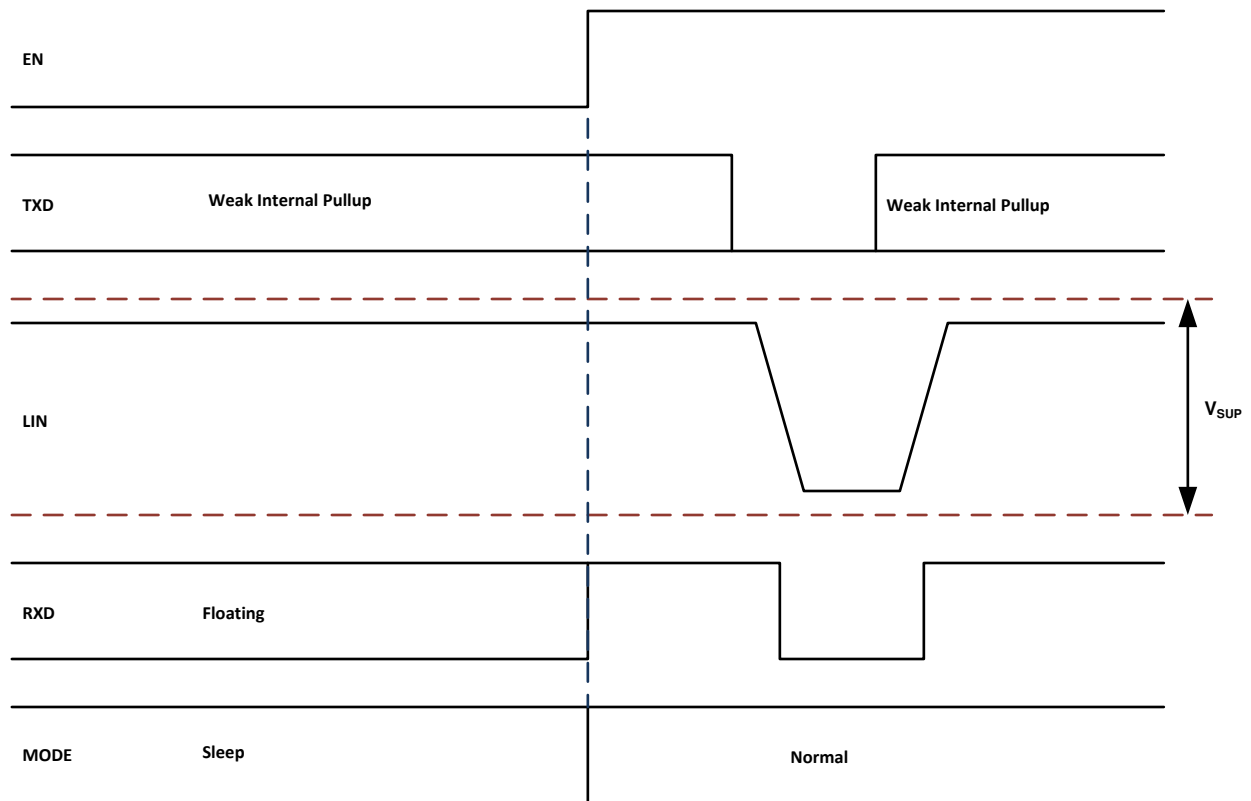 EN
TXD
Weak Internal Pullup
Weak Internal Pullup
LIN
VSUP
RXD
Floating
MODE
Sleep
Normal